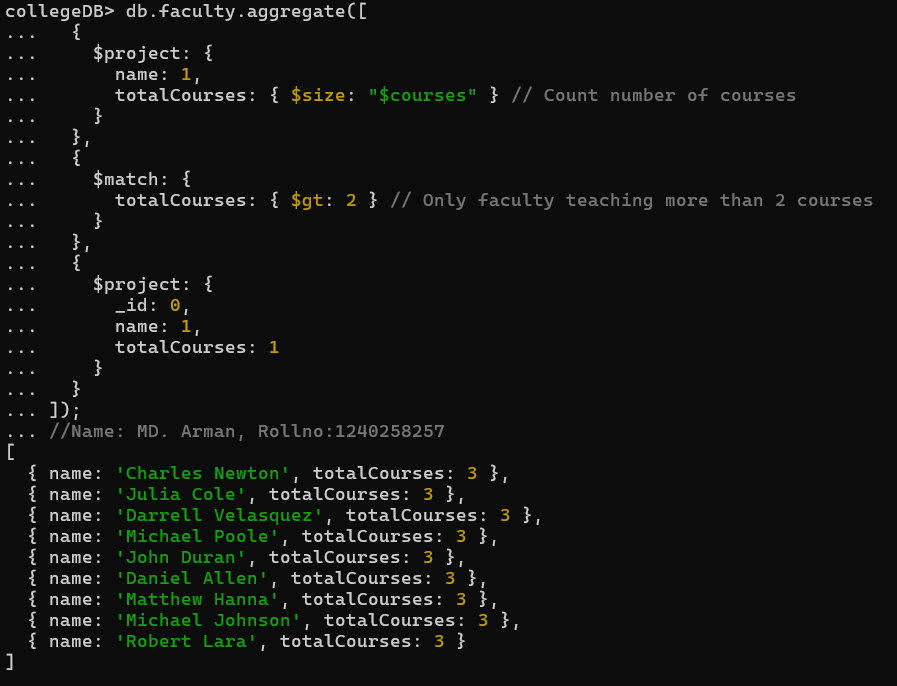 collegeDB> db.faculty.aggregate([
...   {
...     $project: {
...       name: 1,
...       totalCourses: { $size: "$courses" } // Count number of courses
...     }
...   },
...   {
...     $match: {
...       totalCourses: { $gt: 2 } // Only faculty teaching more than 2 courses
...     }
...   },
...   {
...     $project: {
...       _id: 0,
...       name: 1,
...       totalCourses: 1
...     }
...   }
... ]);
... //Name: MD. Arman, Rollno:1240258257
[
  { name: 'Charles Newton', totalCourses: 3 },
  { name: 'Julia Cole', totalCourses: 3 },
  { name: 'Darrell Velasquez', totalCourses: 3 },
  { name: 'Michael Poole', totalCourses: 3 },
  { name: 'John Duran', totalCourses: 3 },
  { name: 'Daniel Allen', totalCourses: 3 },
  { name: 'Matthew Hanna', totalCourses: 3 },
  { name: 'Michael Johnson', totalCourses: 3 },
  { name: 'Robert Lara', totalCourses: 3 }
]